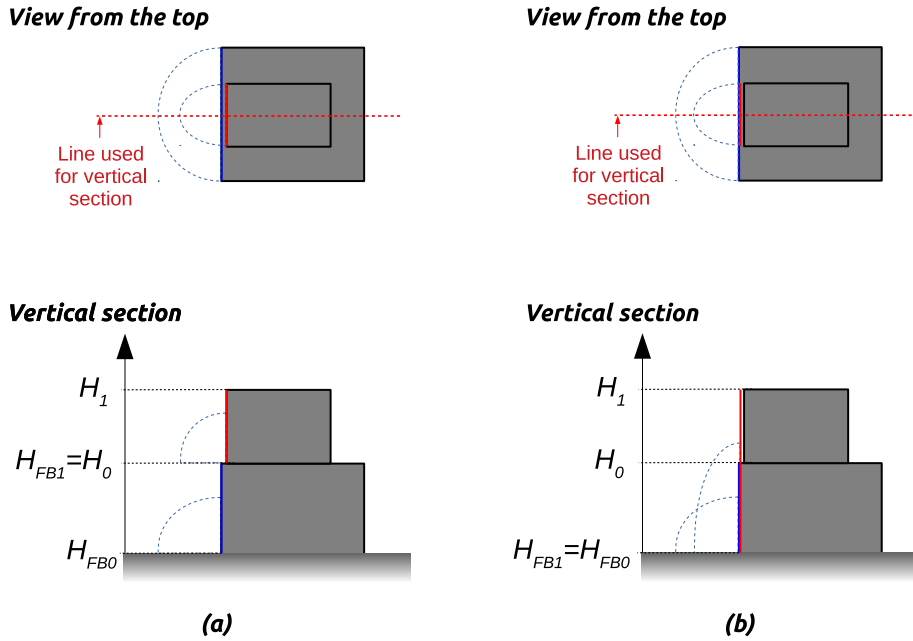 View from the top
Line used
for vertical
section
Vertical section
H1
HFB1=H0
HFB0
(a)
View from the top
Line used
for vertical
section
Vertical section
H1
H0
HFB1=HFB0
(b)